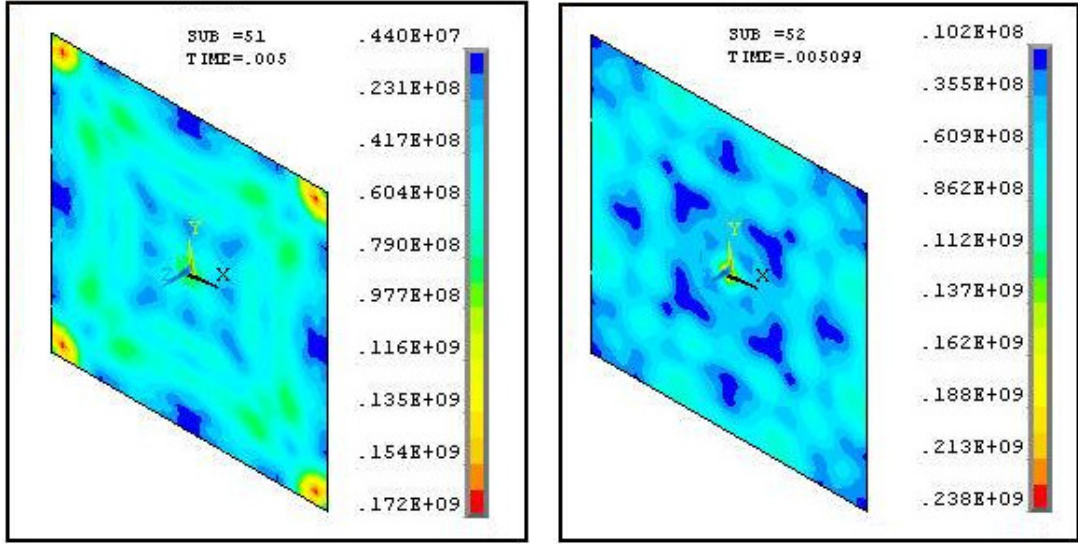 SUB =51
TIME=.005
.440E+07
.231E+08
.417E+08
.604E+08
.790E+08
.977E+08
.116E+09
.135E+09
.154E+09
.172E+09
Y
Z
X
SUB =52
TIME=.005099
.102E+08
.355E+08
.609E+08
.862E+08
.112E+09
.137E+09
.162E+09
.188E+09
.213E+09
.238E+09
Y
X